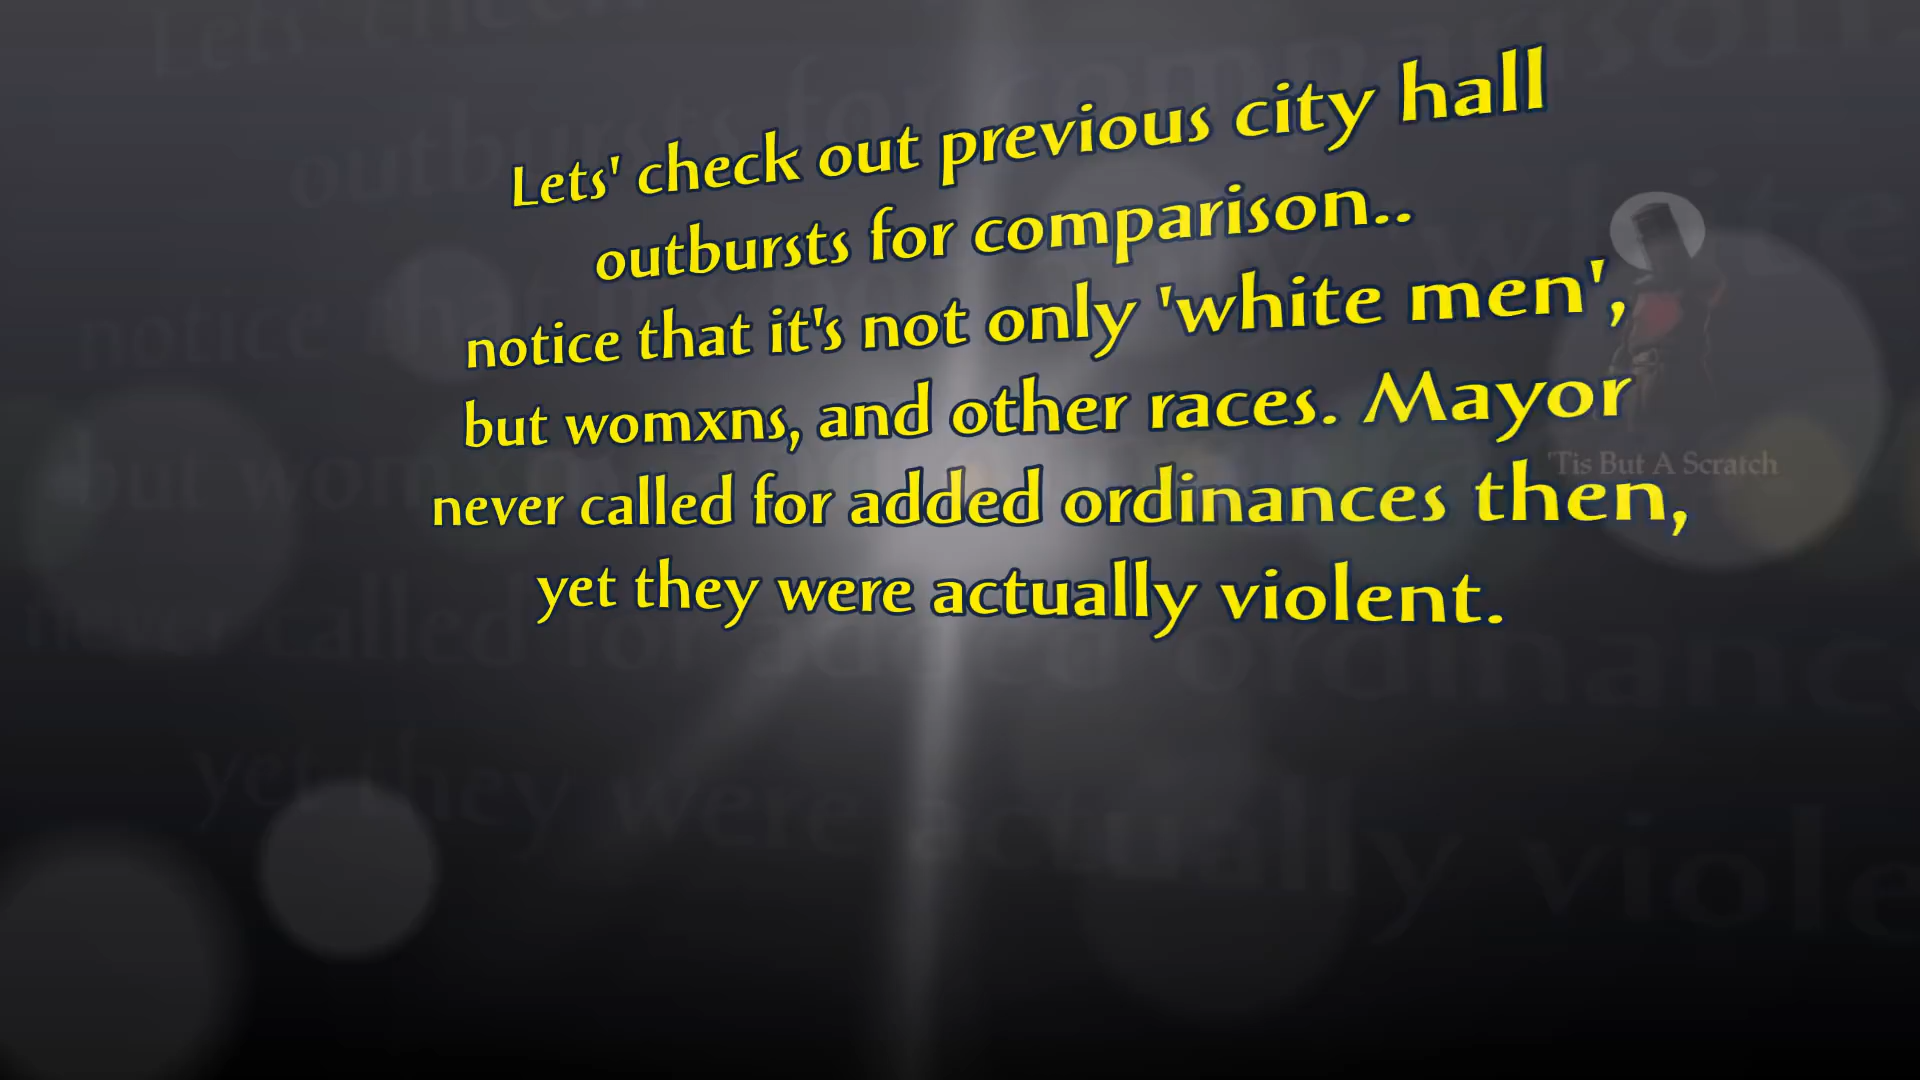 Lets' check out previous city hall
outbursts for comparison..
notice that it's not only 'white men',
but womxns, and other races. Mayor
never called for added ordinances then,
yet they were actually violent.
'Tis But A Scratch